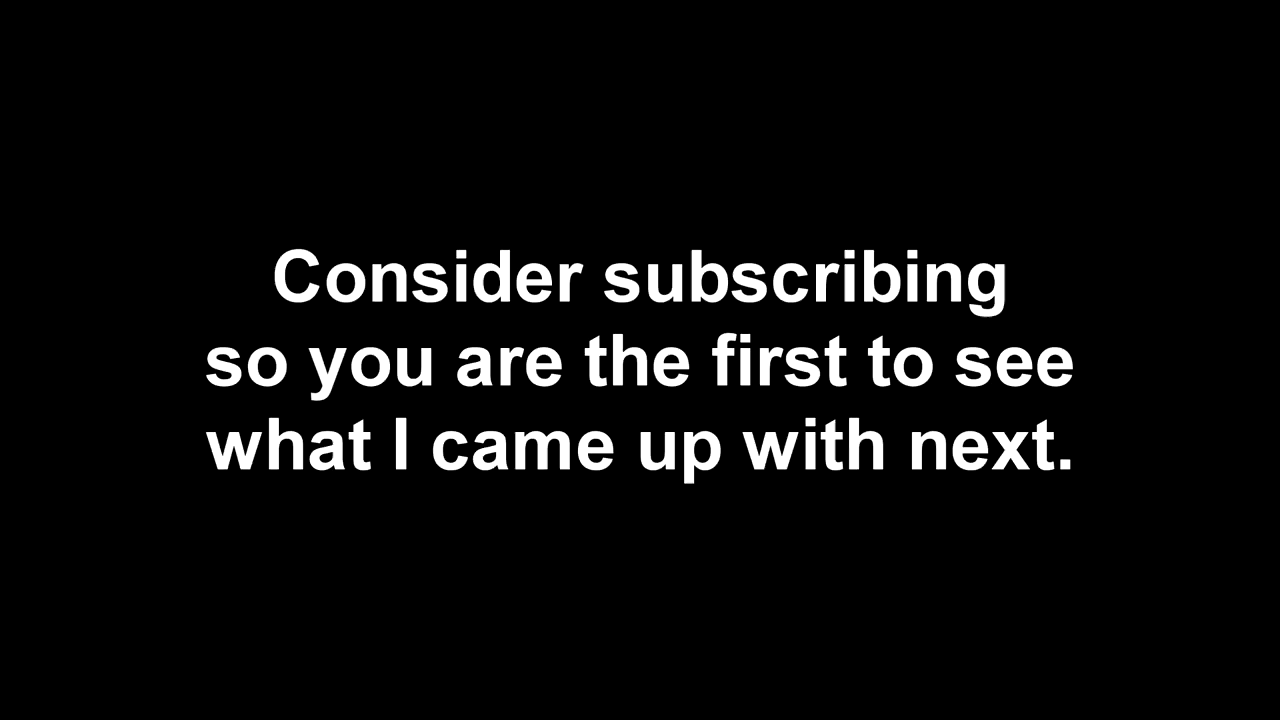 Consider subscribing
so you are the first to see
what I came up with next.